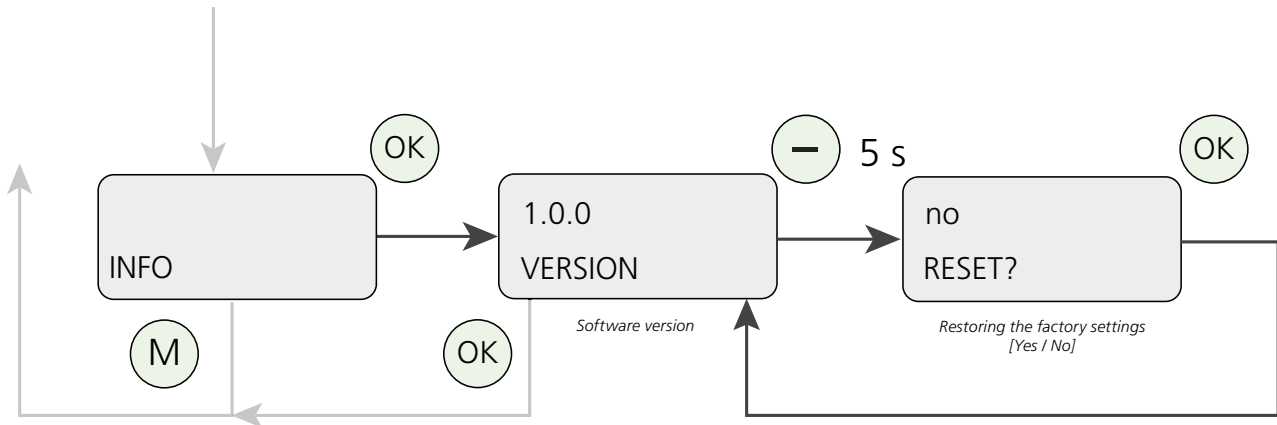 OK
5 s
OK
1.0.0
no
INFO
VERSION
RESET?
M
OK
Software version
Restoring the factory settings
[Yes / No]